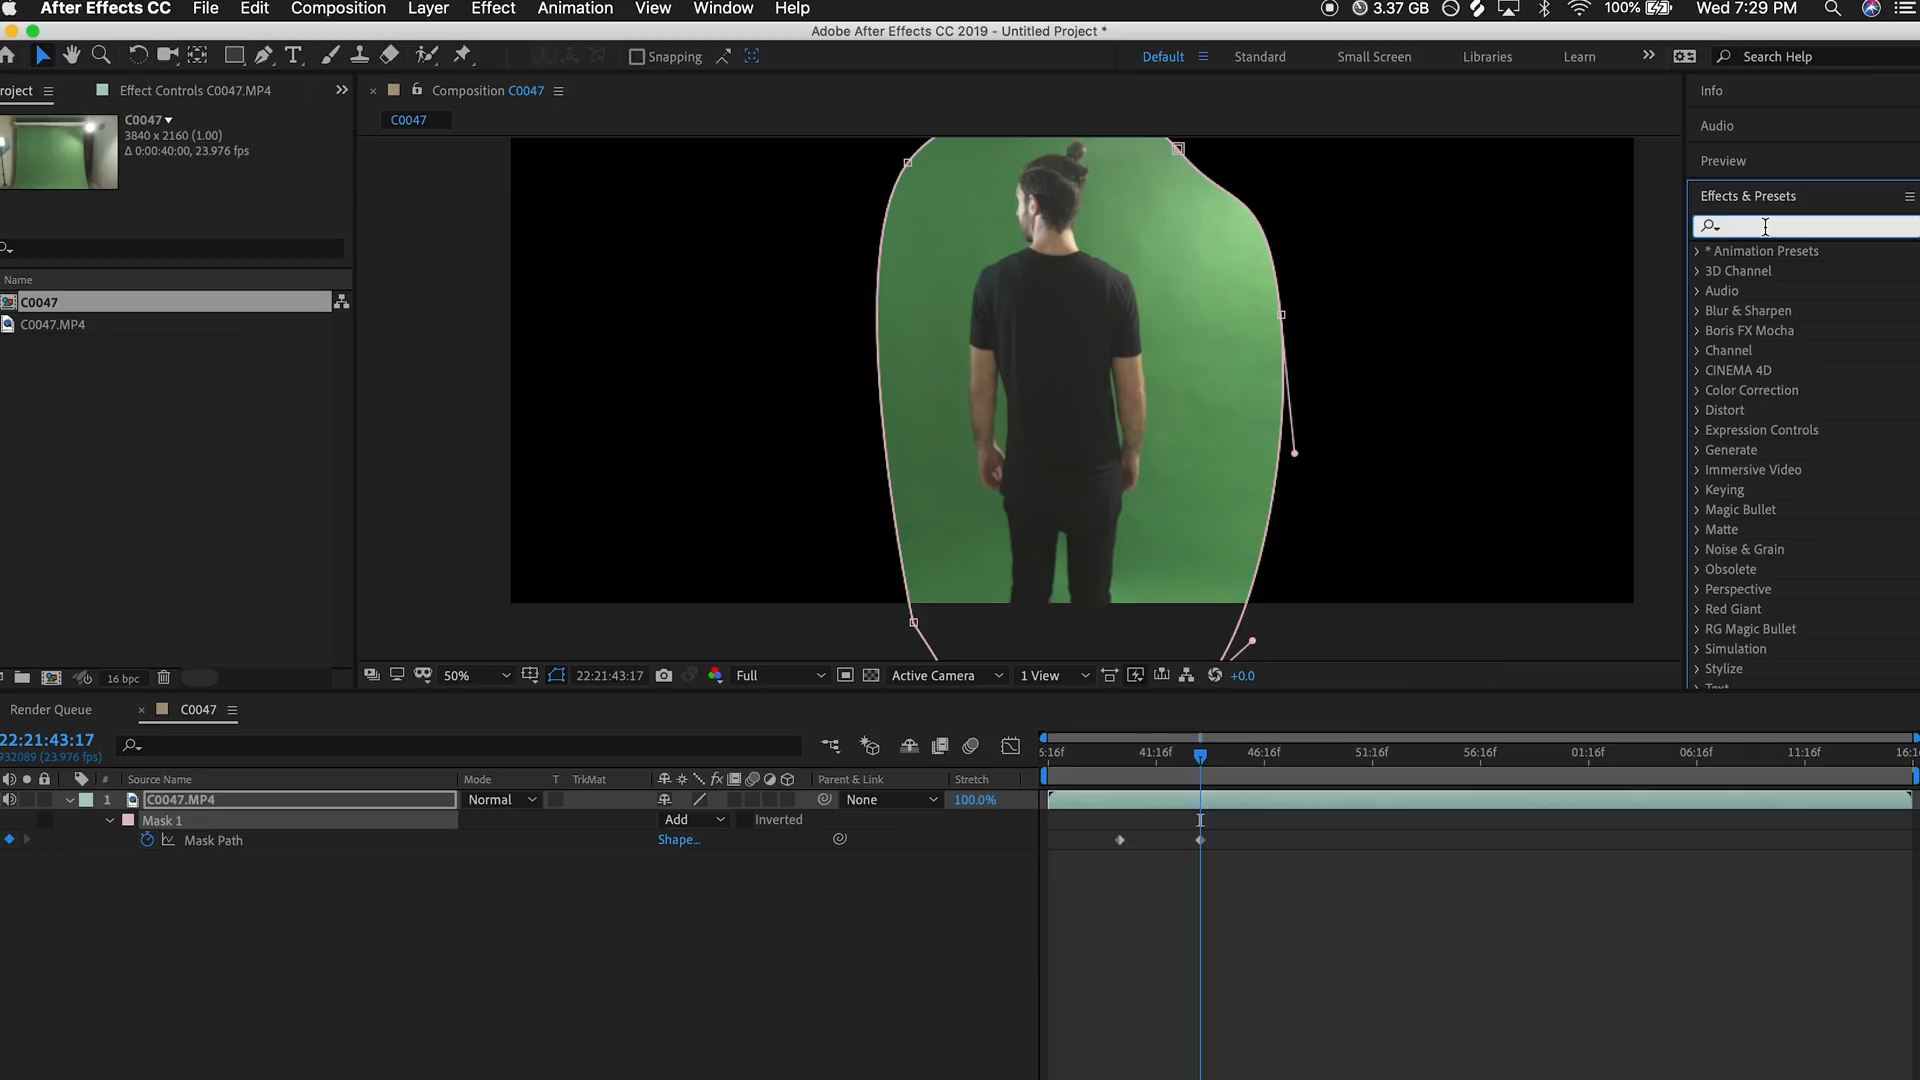 After Effects CC File Edit Composition Layer Effect Animation View Window Help 3.37 GB 100% Wed 7:29 PM
Adobe After Effects CC 2019 - Untitled Project *
Snapping Default Standard Small Screen Libraries Learn Search Help
roject Effect Controls C0047.MP4 Composition C0047 Info
C0047
3840 x 2160 (1.00)
Δ 0:00:40:00, 23.976 fps
C0047
Audio
Preview
Effects & Presets
* Animation Presets
3D Channel
Audio
Blur & Sharpen
Boris FX Mocha
Channel
CINEMA 4D
Color Correction
Distort
Expression Controls
Generate
Immersive Video
Keying
Magic Bullet
Matte
Noise & Grain
Obsolete
Perspective
Red Giant
RG Magic Bullet
Simulation
Stylize
Text
Name
C0047
C0047.MP4
16 bpc 50% 22:21:43:17 Full Active Camera 1 View +0.0
Render Queue C0047
22:21:43:17
932089 (23.976 fps)
5:16f 41:16f 46:16f 51:16f 56:16f 01:16f 06:16f 11:16f 16:1
# Source Name Mode T TrkMat Parent & Link Stretch
1 C0047.MP4 Normal None 100.0%
Mask 1 Add Inverted
Mask Path Shape...